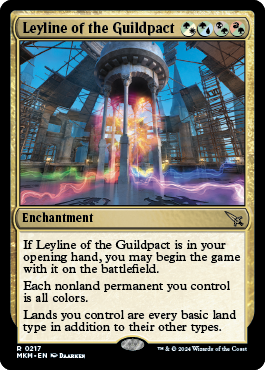 Leyline of the Guildpact
Enchantment
If Leyline of the Guildpact is in your
opening hand, you may begin the game
with it on the battlefield.
Each nonland permanent you control
is all colors.
Lands you control are every basic land
type in addition to their other types.
R 0217
MKM • EN Daarken
™ & © 2024 Wizards of the Coast